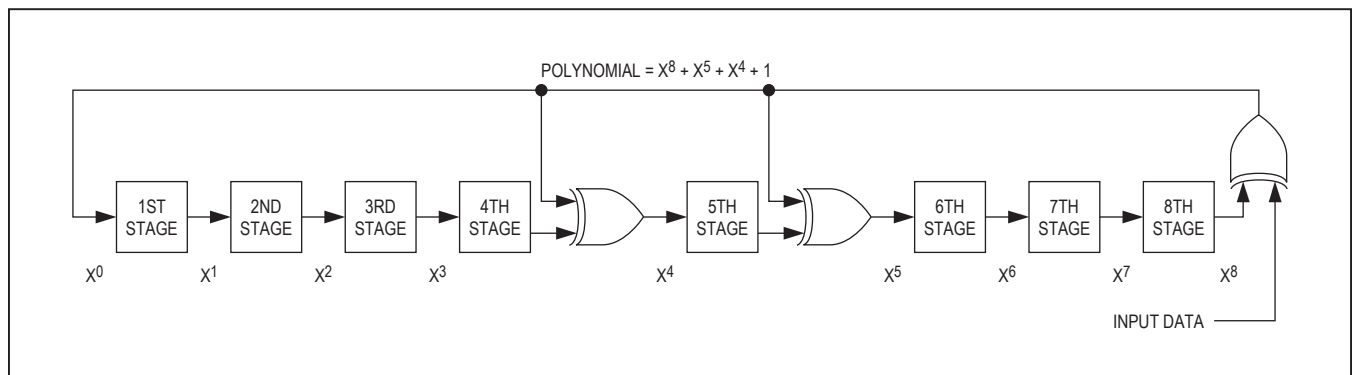 POLYNOMIAL = X8 + X5 + X4 + 1
1ST
STAGE
2ND
STAGE
3RD
STAGE
4TH
STAGE
5TH
STAGE
6TH
STAGE
7TH
STAGE
8TH
STAGE
X0
X1
X2
X3
X4
X5
X6
X7
X8
INPUT DATA